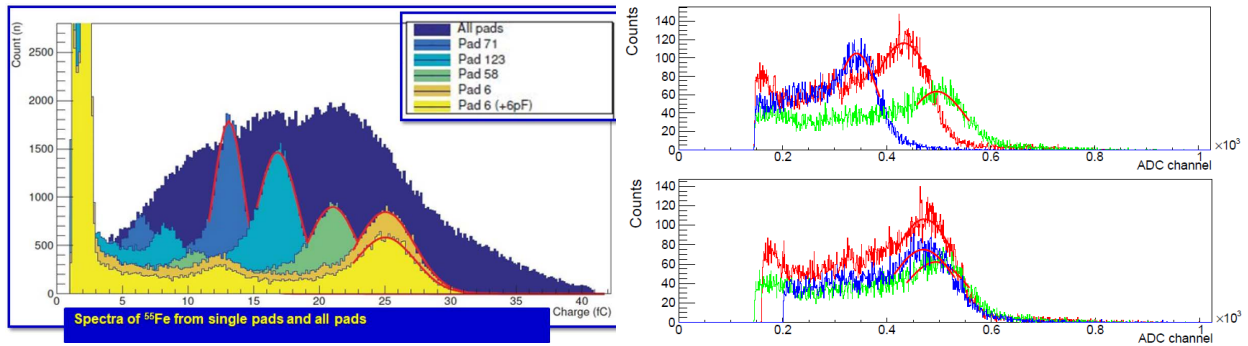 Count (n)
2500
2000
1500
1000
500
0
0 5 10 15 20 25 30 35 40
Charge (fC)
All pads
Pad 71
Pad 123
Pad 58
Pad 6
Pad 6 (+6pF)
Spectra of ⁵⁵Fe from single pads and all pads
Counts
140
120
100
80
60
40
20
0
0 0.2 0.4 0.6 0.8 1
×10³
ADC channel
Counts
140
120
100
80
60
40
20
0
0 0.2 0.4 0.6 0.8 1
×10³
ADC channel